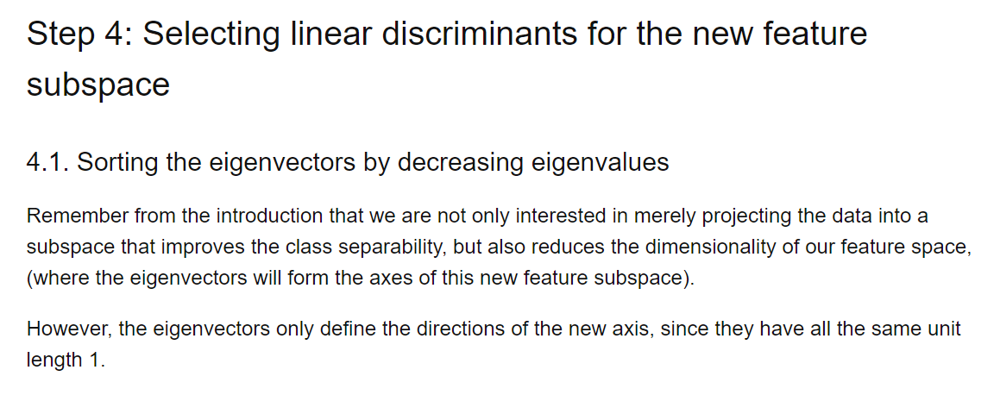 Step 4: Selecting linear discriminants for the new feature
subspace
4.1. Sorting the eigenvectors by decreasing eigenvalues
Remember from the introduction that we are not only interested in merely projecting the data into a
subspace that improves the class separability, but also reduces the dimensionality of our feature space,
(where the eigenvectors will form the axes of this new feature subspace).
However, the eigenvectors only define the directions of the new axis, since they have all the same unit
length 1.